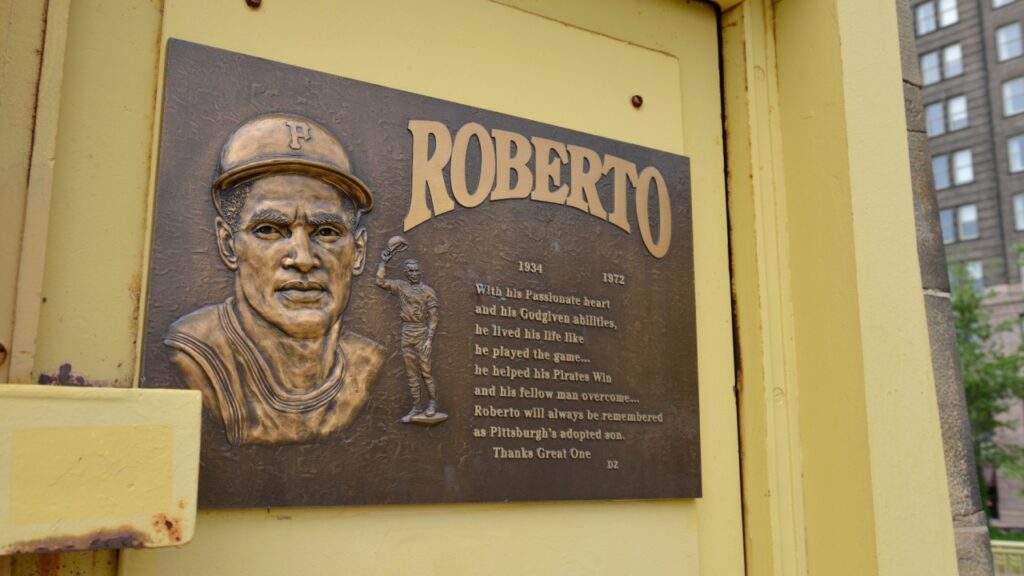 P
ROBERTO
1934 1972
With his Passionate heart
and his Godgiven abilities,
he lived his life like
he played the game...
he helped his Pirates Win
and his fellow man overcome...
Roberto will always be remembered
as Pittsburgh's adopted son.
Thanks Great One
DZ